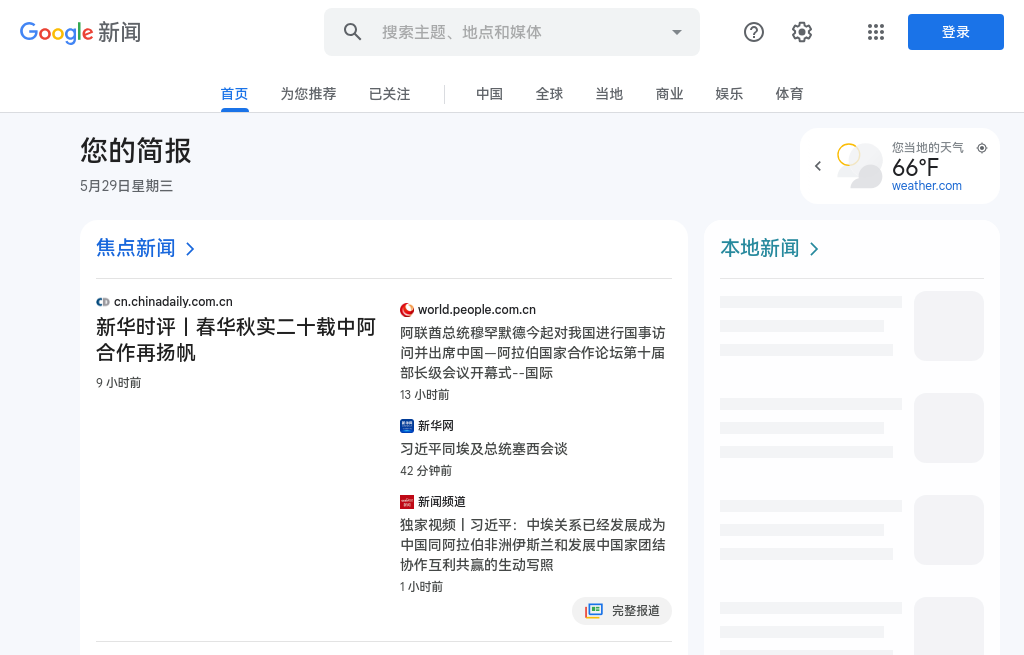 Google 新闻
搜索主题、地点和媒体
登录
首页
为您推荐
已关注
中国
全球
当地
商业
娱乐
体育
您的简报
5月29日星期三
您当地的天气
66°F
weather.com
焦点新闻
cn.chinadaily.com.cn
新华时评丨春华秋实二十载中阿
合作再扬帆
9 小时前
world.people.com.cn
阿联酋总统穆罕默德今起对我国进行国事访
问并出席中国—阿拉伯国家合作论坛第十届
部长级会议开幕式--国际
13 小时前
新华网
习近平同埃及总统塞西会谈
42 分钟前
新闻频道
独家视频丨习近平：中埃关系已经发展成为
中国同阿拉伯非洲伊斯兰和发展中国家团结
协作互利共赢的生动写照
1 小时前
完整报道
本地新闻